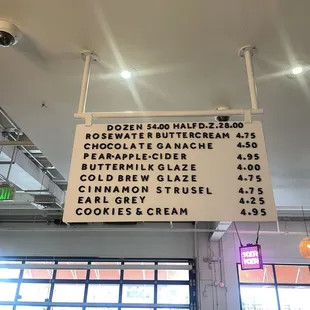 DOZEN 54.00 HALF D.Z. 28.00
ROSEWATER BUTTERCREAM 4.75
CHOCOLATE GANACHE 4.50
PEAR-APPLE-CIDER 4.95
BUTTERMILK GLAZE 4.00
COLD BREW GLAZE 4.75
CINNAMON STRUSEL 4.75
EARL GREY 4.25
COOKIES & CREAM 4.95